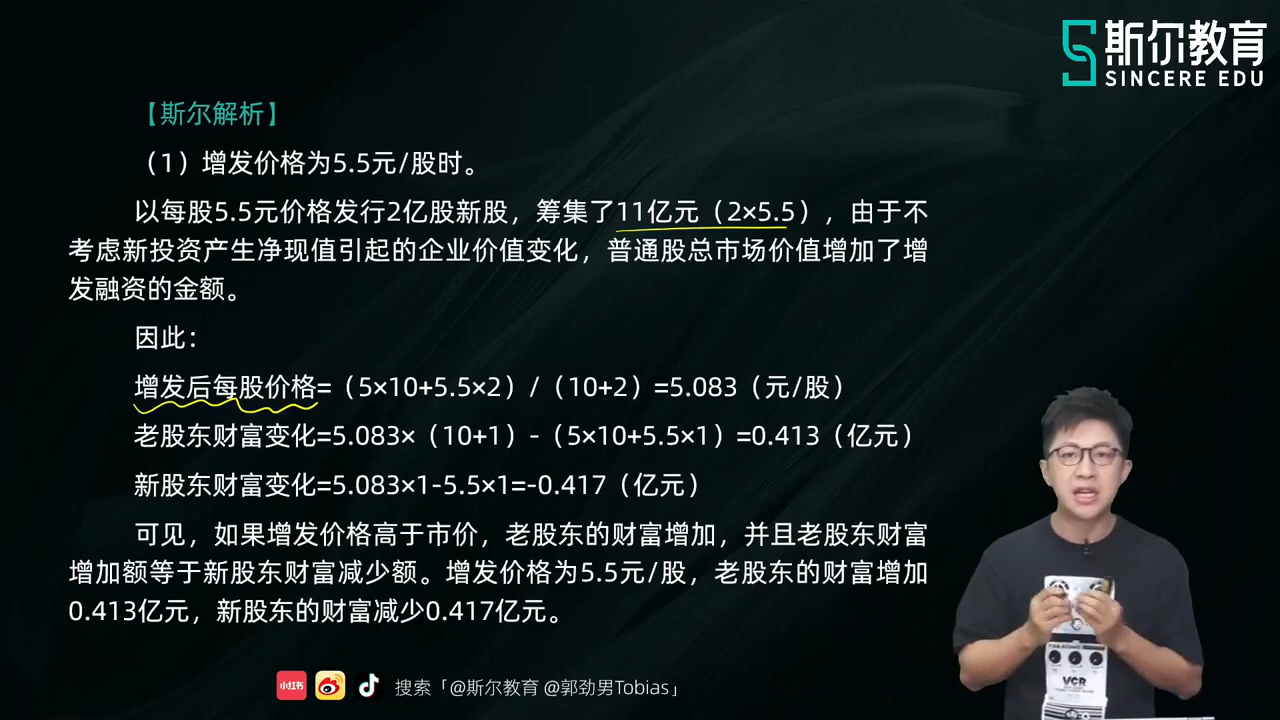 斯尔教育
SINCERE EDU
【斯尔解析】
（1）增发价格为5.5元/股时。
以每股5.5元价格发行2亿股新股，筹集了11亿元（2×5.5），由于不
考虑新投资产生净现值引起的企业价值变化，普通股总市场价值增加了增
发融资的金额。
因此：
增发后每股价格=（5×10+5.5×2）/（10+2）=5.083（元/股）
老股东财富变化=5.083×（10+1）-（5×10+5.5×1）=0.413（亿元）
新股东财富变化=5.083×1-5.5×1=-0.417（亿元）
可见，如果增发价格高于市价，老股东的财富增加，并且老股东财富
增加额等于新股东财富减少额。增发价格为5.5元/股，老股东的财富增加
0.413亿元，新股东的财富减少0.417亿元。
小红书
搜索「@斯尔教育 @郭劲男Tobias」
VCR